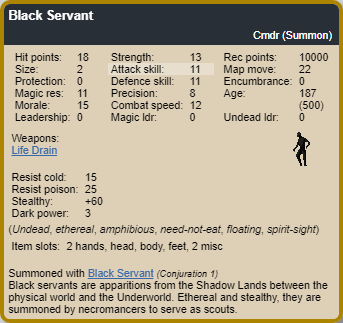 Black Servant
Cmdr (Summon)
Hit points: 18 Strength: 13 Rec points: 10000
Size: 2 Attack skill: 11 Map move: 22
Protection: 0 Defence skill: 11 Encumbrance: 0
Magic res: 11 Precision: 8 Age: 187
Morale: 15 Combat speed: 12 (500)
Leadership: 0 Magic ldr: 0 Undead ldr: 0
Weapons:
Life Drain
Resist cold: 15
Resist poison: 25
Stealthy: +60
Dark power: 3
(Undead, ethereal, amphibious, need-not-eat, floating, spirit-sight)
Item slots: 2 hands, head, body, feet, 2 misc
Summoned with Black Servant (Conjuration 1)
Black servants are apparitions from the Shadow Lands between the
physical world and the Underworld. Ethereal and stealthy, they are
summoned by necromancers to serve as scouts.